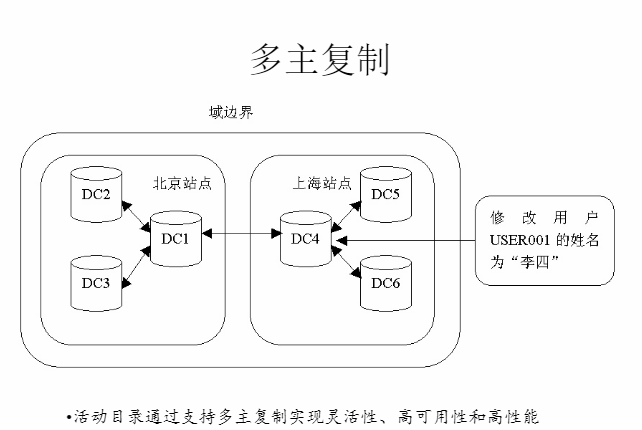 多主复制
域边界
北京站点
上海站点
DC2
DC5
DC1
DC4
DC3
DC6
修改用户
USER001 的姓名
为“李四”
•活动目录通过支持多主复制实现灵活性、高可用性和高性能